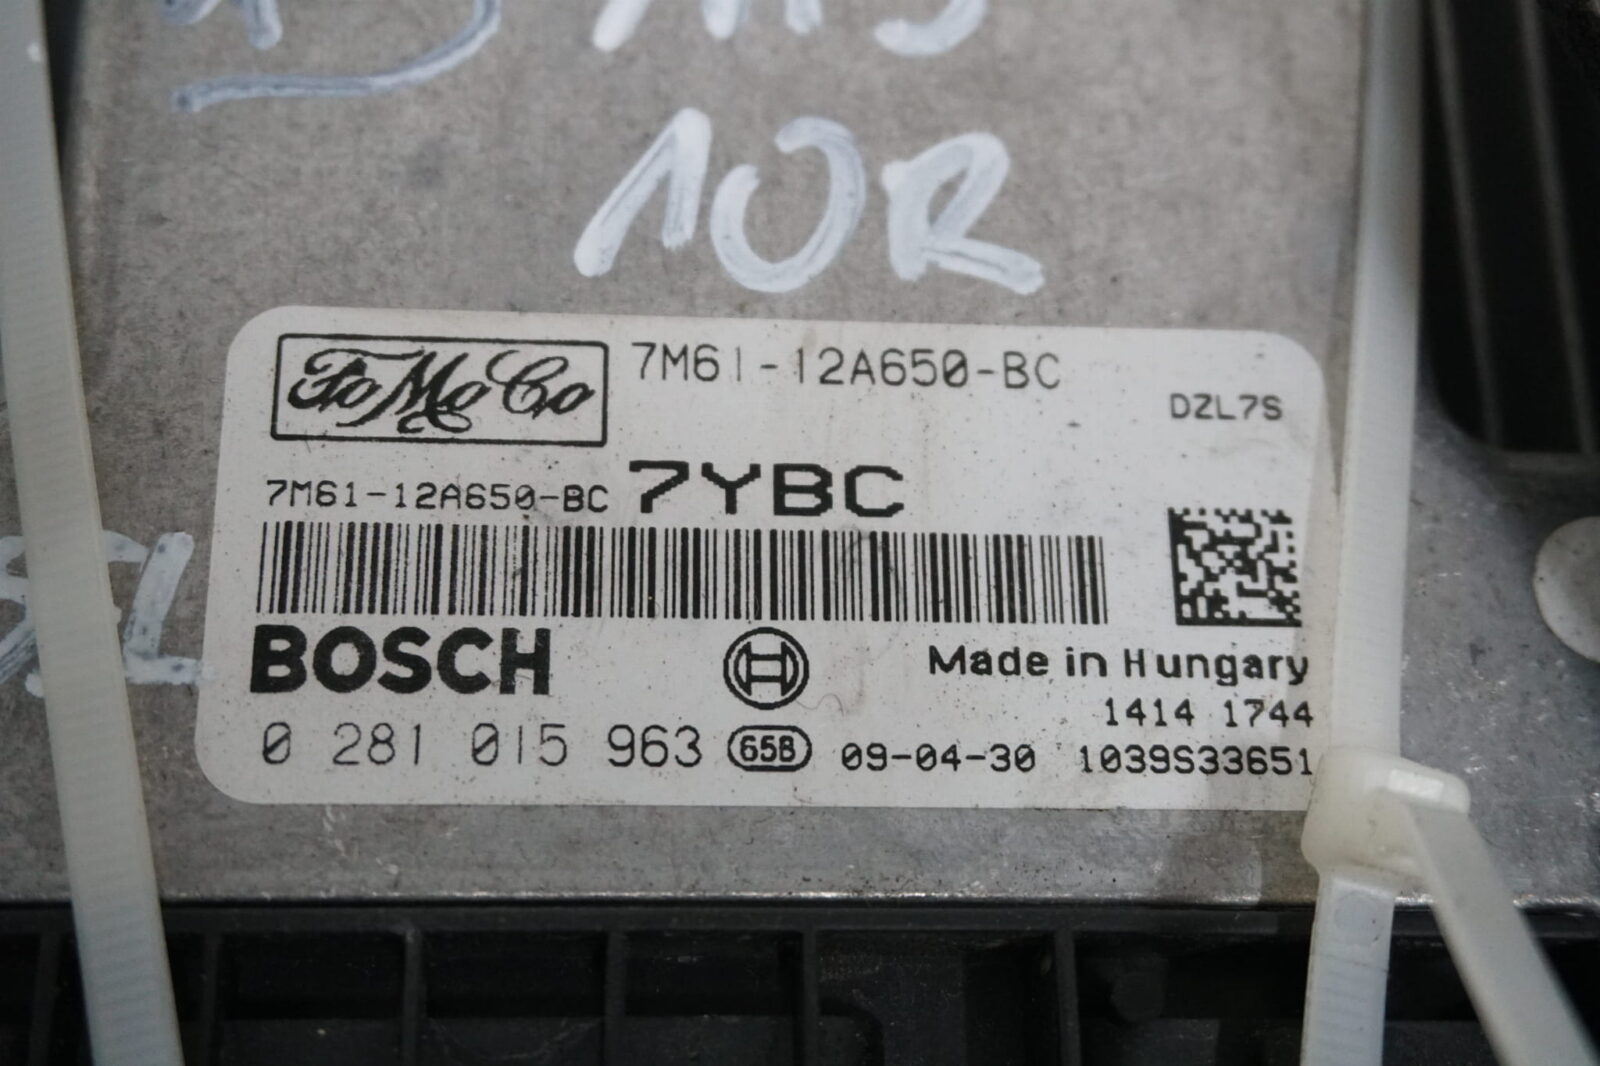 10R
FoMoCo
7M61-12A650-BC
DZL7S
7M61-12A650-BC 7YBC
BOSCH
Made in Hungary
1414 1744
0 281 015 963 65B 09-04-30 1039S33651